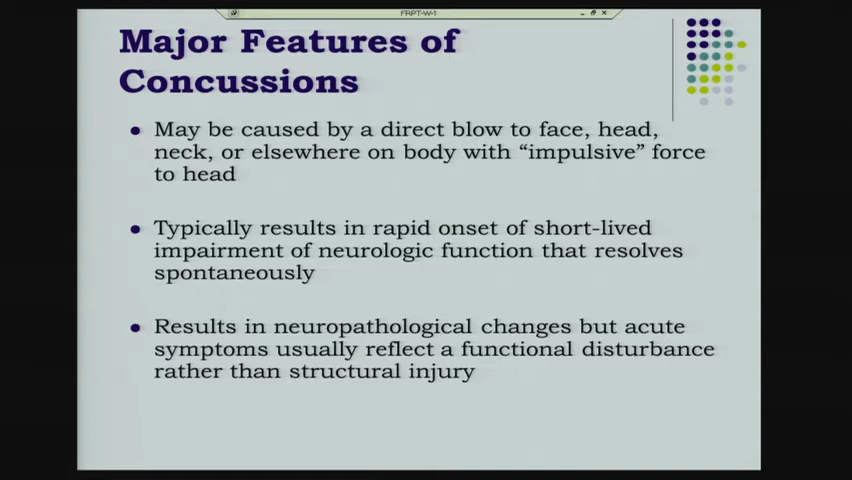 FRPT-W-1
Major Features of
Concussions
May be caused by a direct blow to face, head,
neck, or elsewhere on body with “impulsive” force
to head
Typically results in rapid onset of short-lived
impairment of neurologic function that resolves
spontaneously
Results in neuropathological changes but acute
symptoms usually reflect a functional disturbance
rather than structural injury